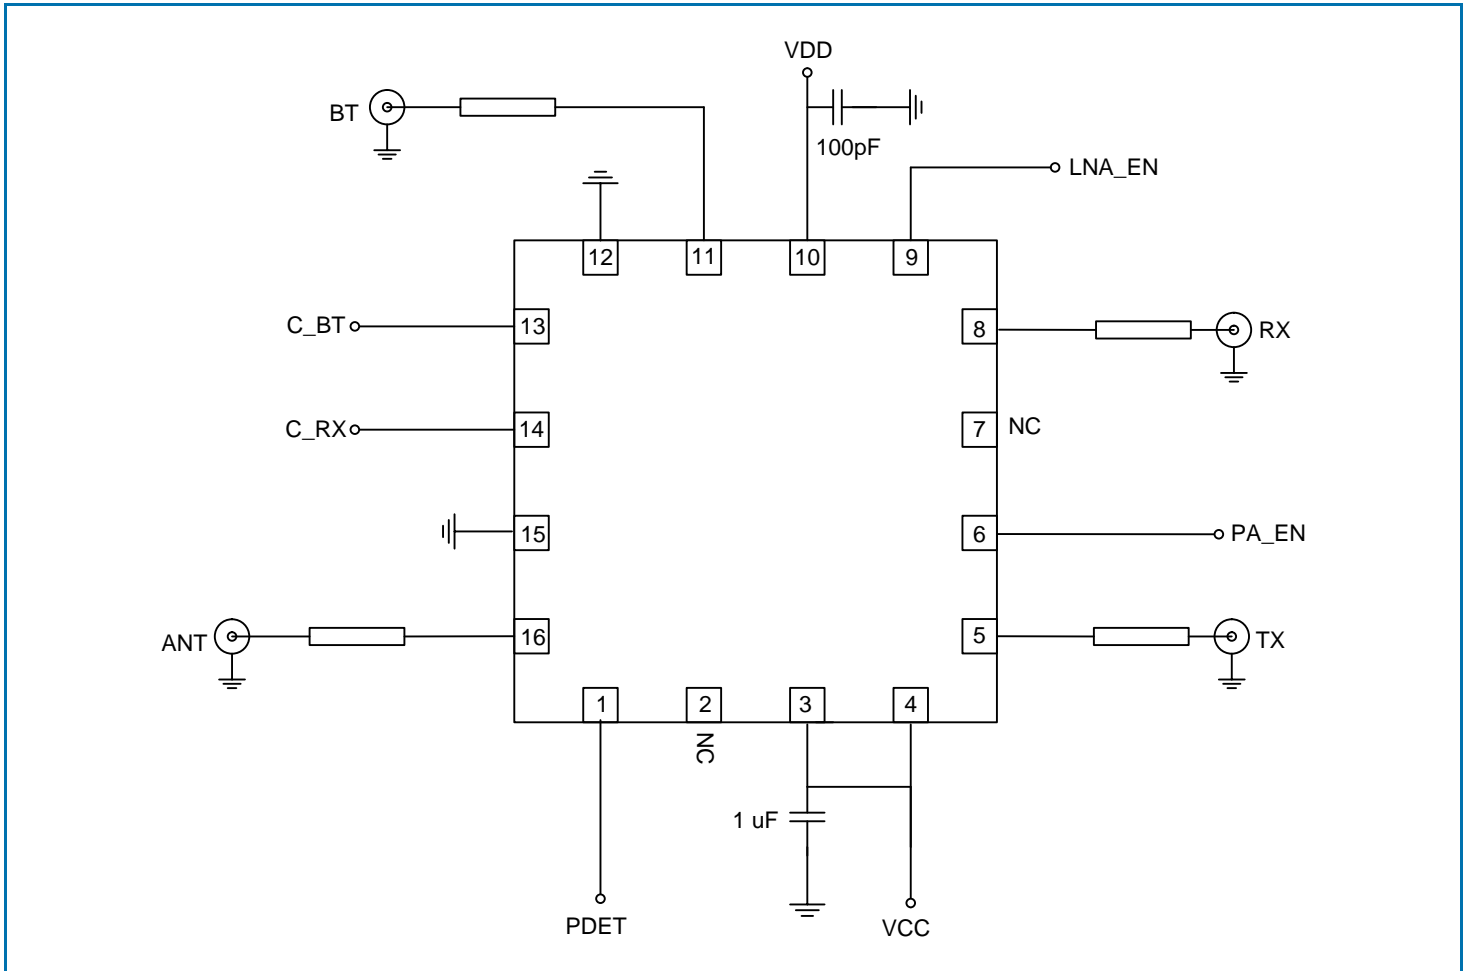 VDD
BT
100pF
LNA_EN
12
11
10
9
C_BT
13
8
RX
C_RX
14
7
NC
15
6
PA_EN
ANT
16
5
TX
1
2
3
4
NC
1 uF
PDET
VCC